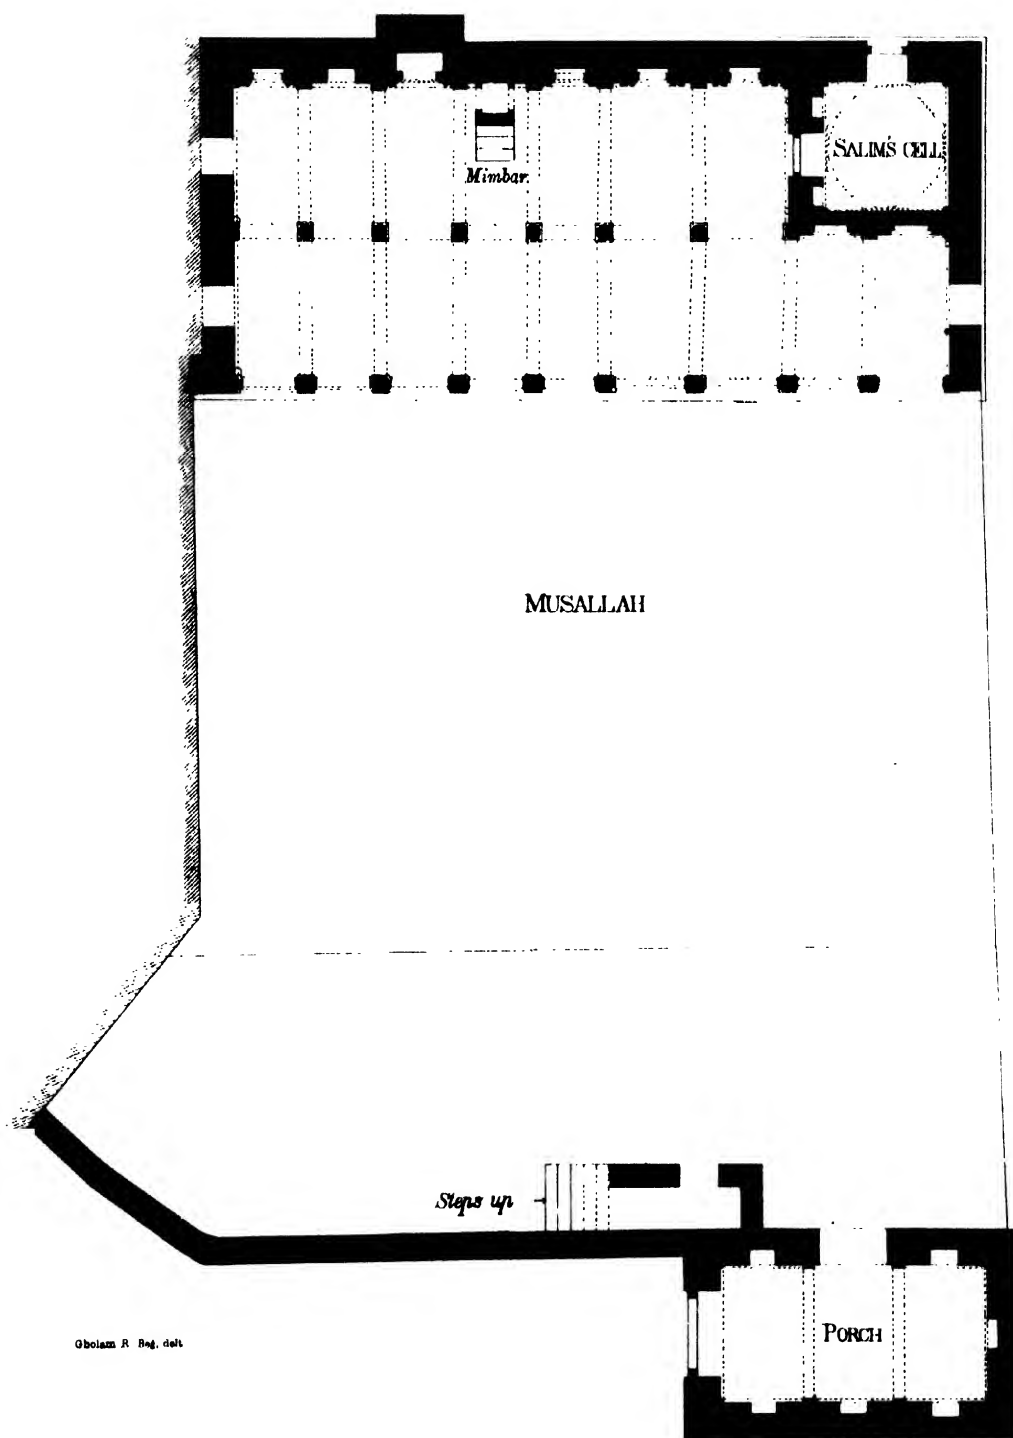 SALIM'S CELL
Mimbar.
MUSALLAH
Steps up
PORCH
Gholam R. Beg, delt.